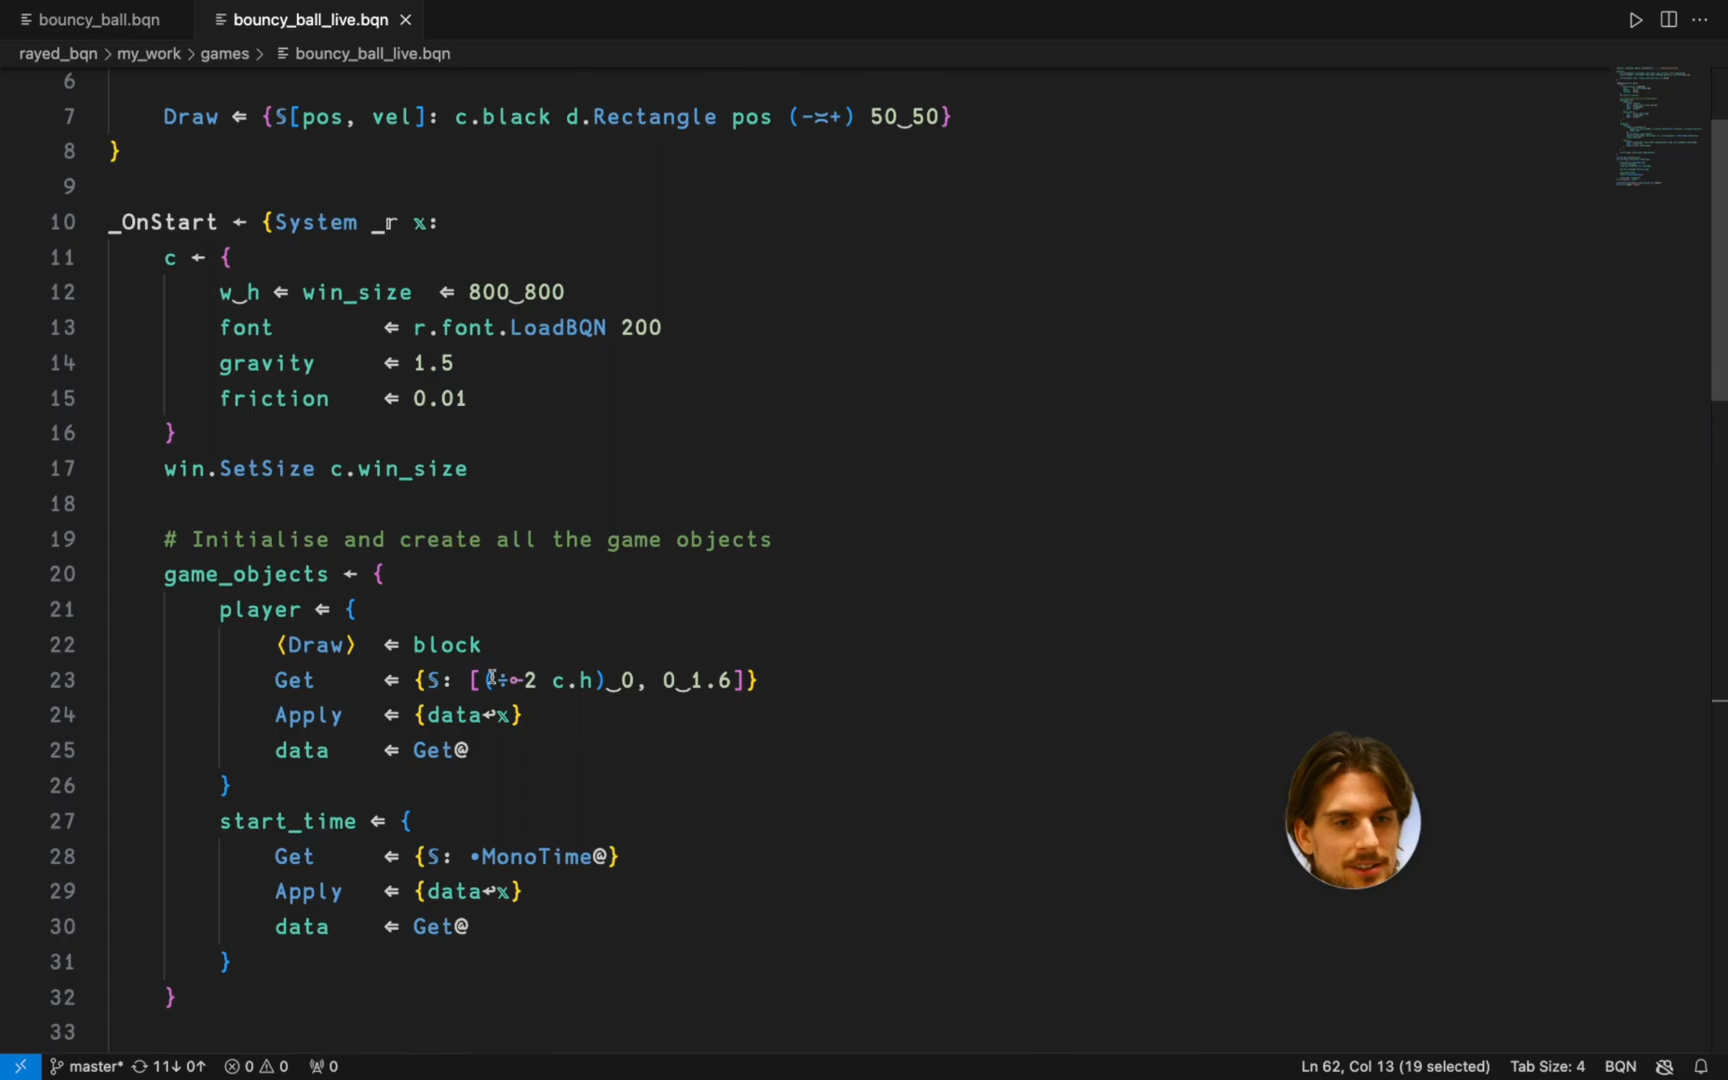 bouncy_ball.bqn
bouncy_ball_live.bqn
rayed_bqn > my_work > games > bouncy_ball_live.bqn
6
7 Draw ⇐ {𝕊[pos, vel]: c.black d.Rectangle pos (-≍+) 50‿50}
8 }
9
10 _OnStart ← {System _𝕣 𝕩:
11 c ← {
12 w‿h ⇐ win_size ⇐ 800‿800
13 font ⇐ r.font.LoadBQN 200
14 gravity ⇐ 1.5
15 friction ⇐ 0.01
16 }
17 win.SetSize c.win_size
18
19 # Initialise and create all the game objects
20 game_objects ← {
21 player ⇐ {
22 ⟨Draw⟩ ⇐ block
23 Get ⇐ {𝕊: [(÷⟜2 c.h)‿0, 0‿1.6]}
24 Apply ⇐ {data↩𝕩}
25 data ⇐ Get@
26 }
27 start_time ⇐ {
28 Get ⇐ {𝕊: •MonoTime@}
29 Apply ⇐ {data↩𝕩}
30 data ⇐ Get@
31 }
32 }
33
master* 11↓ 0↑ 0 0 0 Ln 62, Col 13 (19 selected) Tab Size: 4 BQN